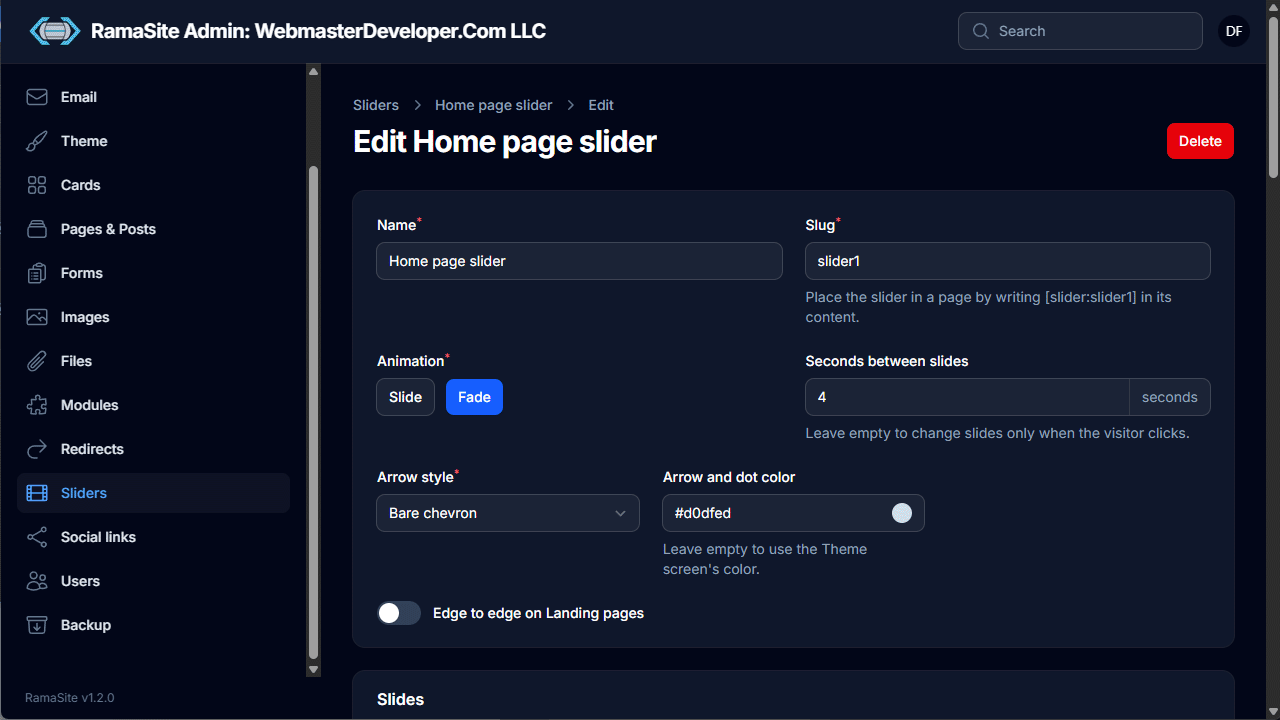 RamaSite Admin: WebmasterDeveloper.Com LLC
Search
DF
Email
Theme
Cards
Pages & Posts
Forms
Images
Files
Modules
Redirects
Sliders
Social links
Users
Backup
RamaSite v1.2.0
Sliders > Home page slider > Edit
Edit Home page slider
Delete
Name*
Home page slider
Slug*
slider1
Place the slider in a page by writing [slider:slider1] in its
content.
Animation*
Slide Fade
Seconds between slides
4 seconds
Leave empty to change slides only when the visitor clicks.
Arrow style*
Bare chevron
Arrow and dot color
#d0dfed
Leave empty to use the Theme
screen's color.
Edge to edge on Landing pages
Slides